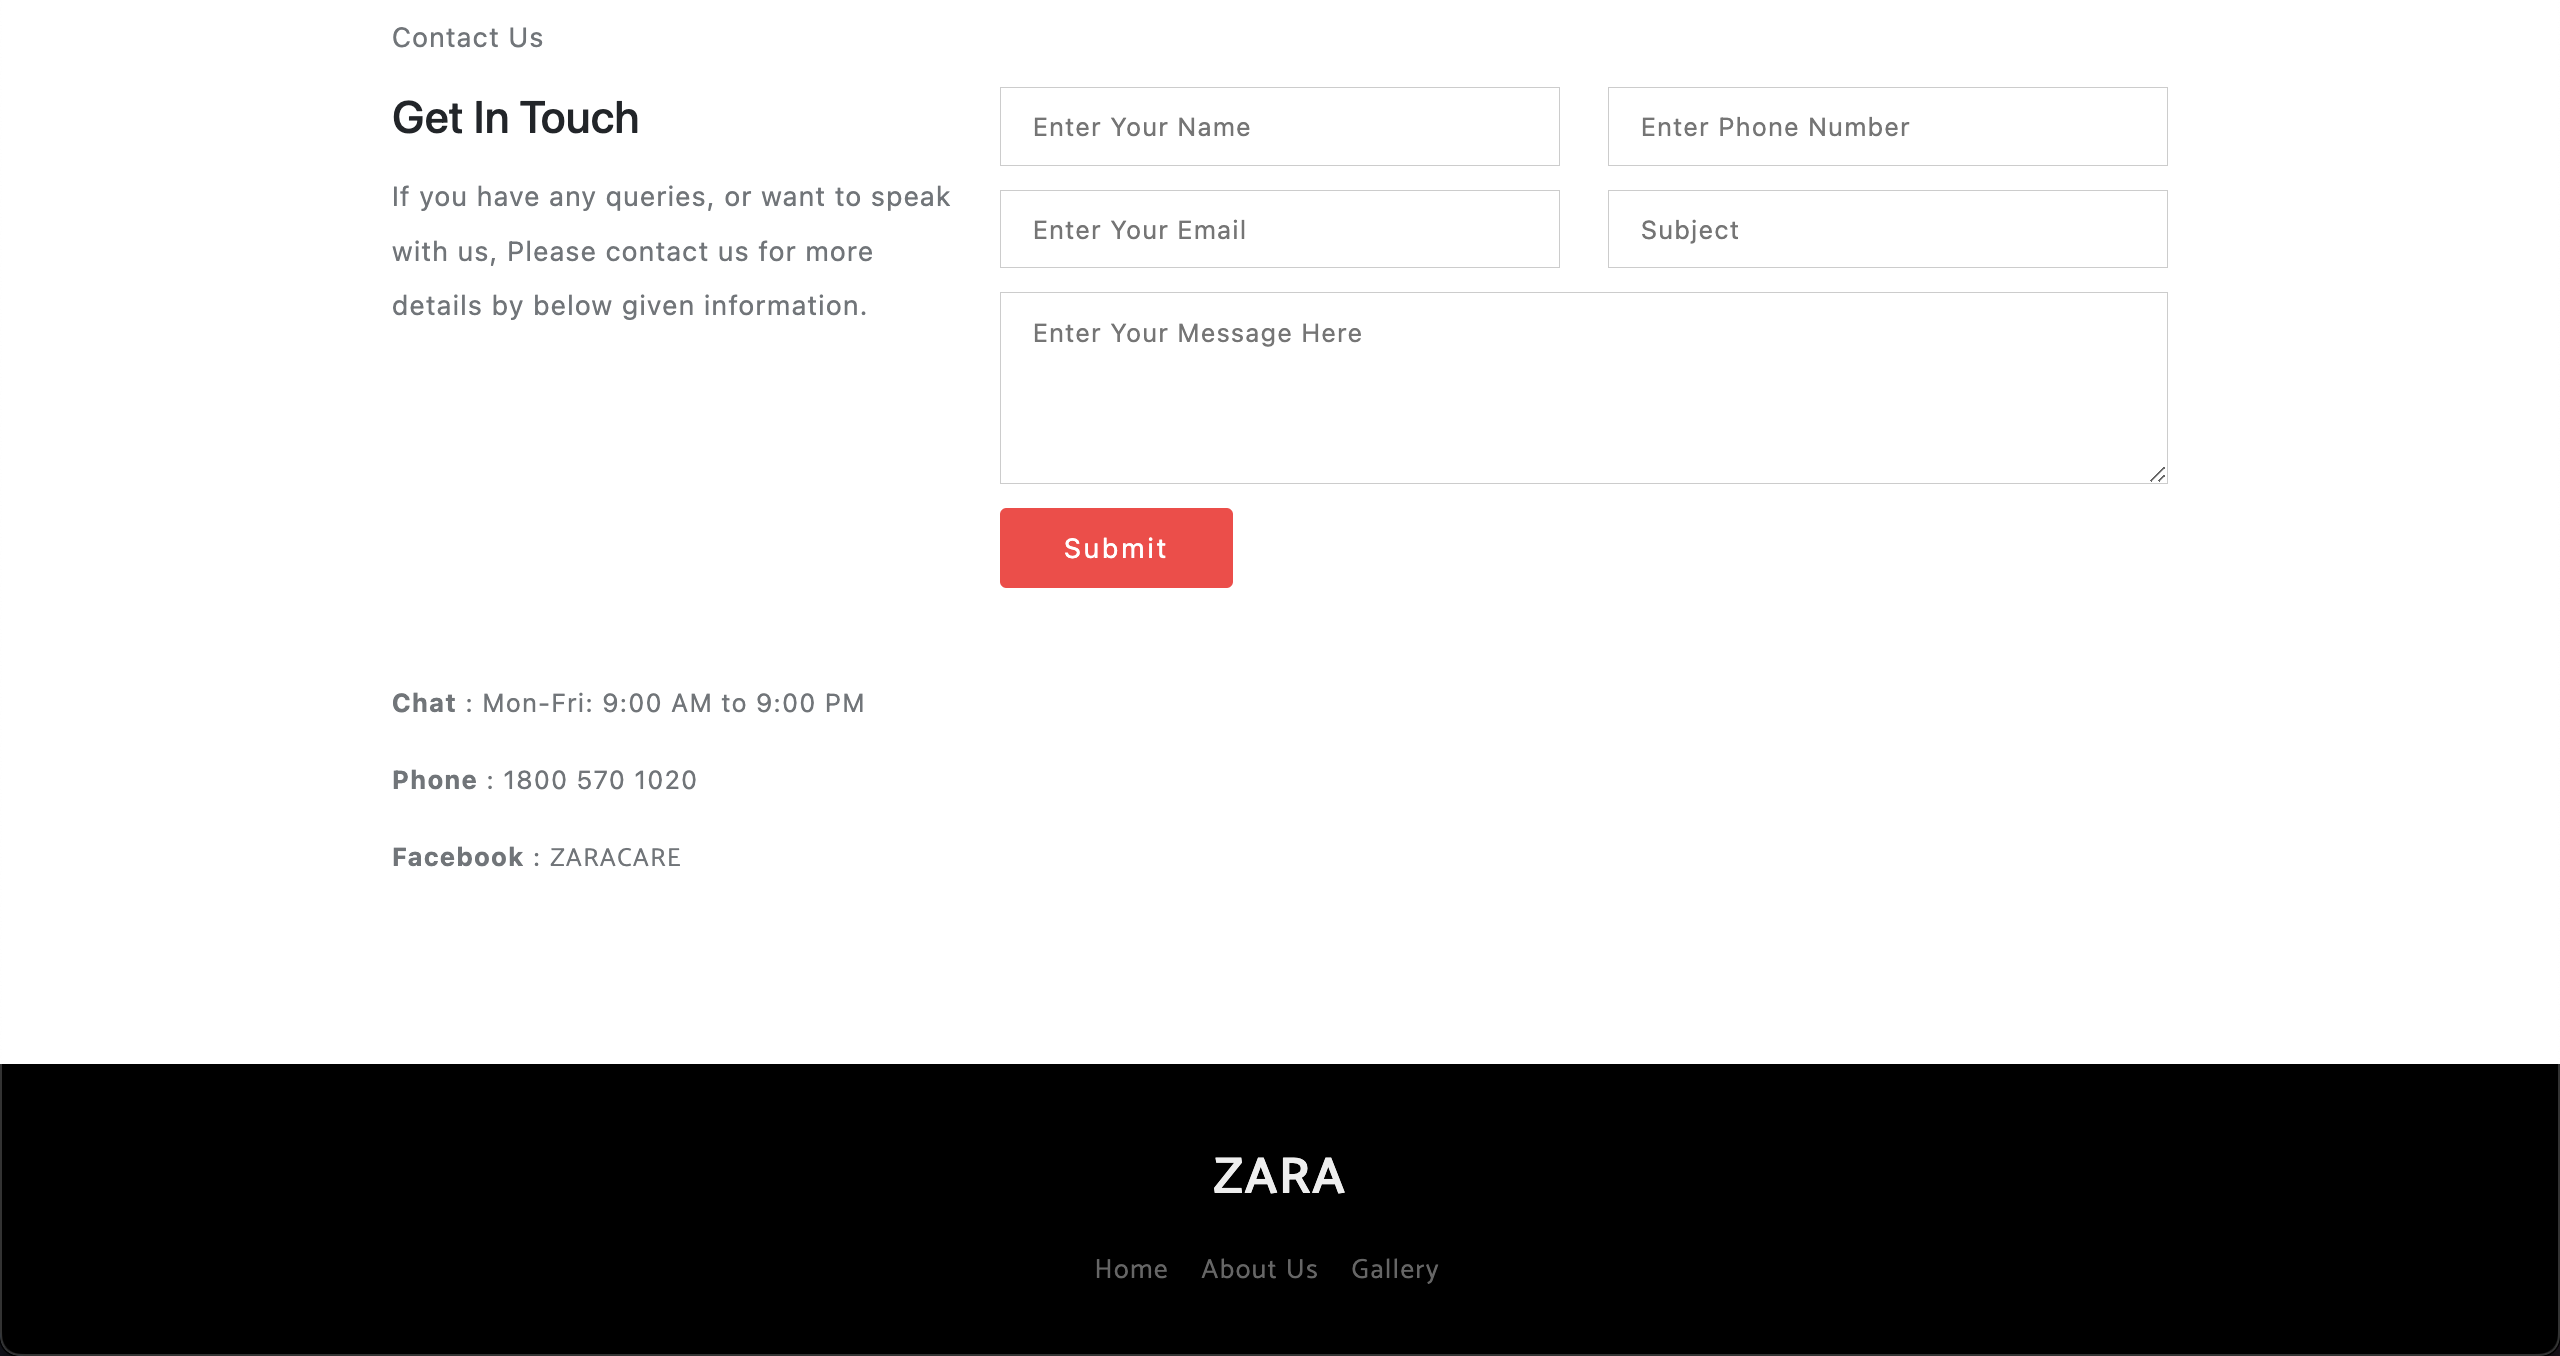 Contact Us
Get In Touch
If you have any queries, or want to speak
with us, Please contact us for more
details by below given information.
Enter Your Name
Enter Phone Number
Enter Your Email
Subject
Enter Your Message Here
Submit
Chat : Mon-Fri: 9:00 AM to 9:00 PM
Phone : 1800 570 1020
Facebook : ZARACARE
ZARA
Home About Us Gallery